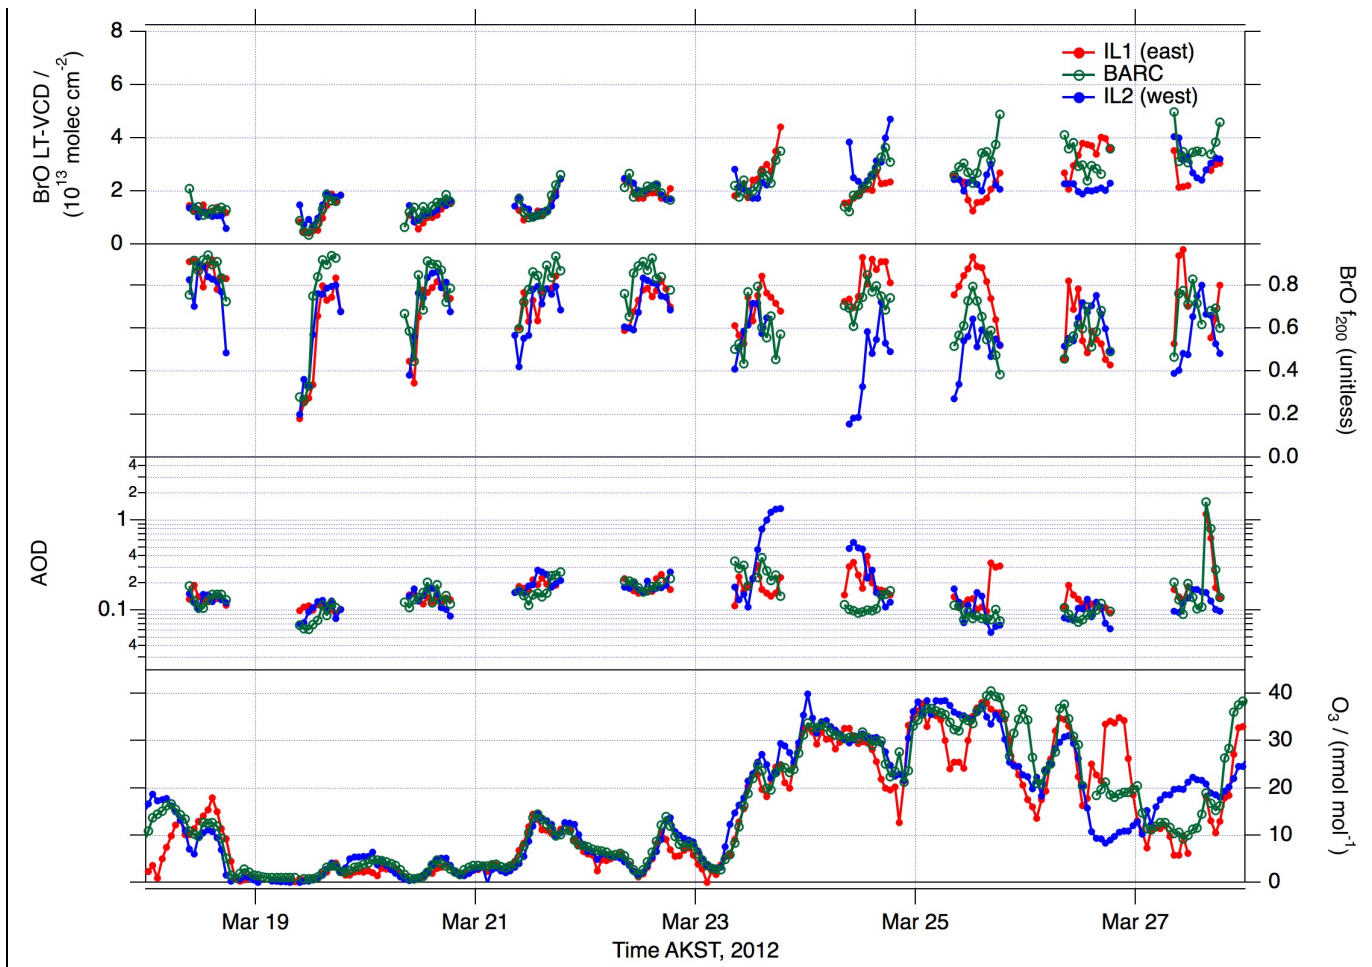 BrO LT-VCD /
(10¹³ molec cm⁻²)
8
6
4
2
0
IL1 (east)
BARC
IL2 (west)
BrO f₂₀₀ (unitless)
0.8
0.6
0.4
0.2
0.0
AOD
4
2
1
4
2
0.1
4
O₃ / (nmol mol⁻¹)
40
30
20
10
0
Mar 19
Mar 21
Mar 23
Mar 25
Mar 27
Time AKST, 2012